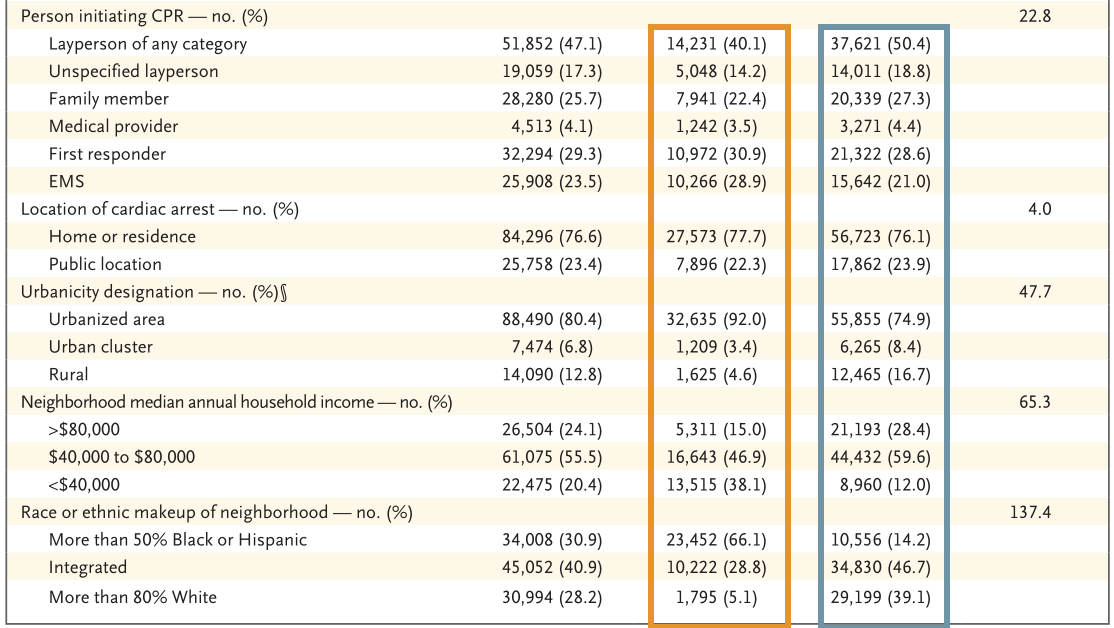 Person initiating CPR — no. (%) 22.8
Layperson of any category 51,852 (47.1) 14,231 (40.1) 37,621 (50.4)
Unspecified layperson 19,059 (17.3) 5,048 (14.2) 14,011 (18.8)
Family member 28,280 (25.7) 7,941 (22.4) 20,339 (27.3)
Medical provider 4,513 (4.1) 1,242 (3.5) 3,271 (4.4)
First responder 32,294 (29.3) 10,972 (30.9) 21,322 (28.6)
EMS 25,908 (23.5) 10,266 (28.9) 15,642 (21.0)
Location of cardiac arrest — no. (%) 4.0
Home or residence 84,296 (76.6) 27,573 (77.7) 56,723 (76.1)
Public location 25,758 (23.4) 7,896 (22.3) 17,862 (23.9)
Urbanicity designation — no. (%)§ 47.7
Urbanized area 88,490 (80.4) 32,635 (92.0) 55,855 (74.9)
Urban cluster 7,474 (6.8) 1,209 (3.4) 6,265 (8.4)
Rural 14,090 (12.8) 1,625 (4.6) 12,465 (16.7)
Neighborhood median annual household income — no. (%) 65.3
>$80,000 26,504 (24.1) 5,311 (15.0) 21,193 (28.4)
$40,000 to $80,000 61,075 (55.5) 16,643 (46.9) 44,432 (59.6)
<$40,000 22,475 (20.4) 13,515 (38.1) 8,960 (12.0)
Race or ethnic makeup of neighborhood — no. (%) 137.4
More than 50% Black or Hispanic 34,008 (30.9) 23,452 (66.1) 10,556 (14.2)
Integrated 45,052 (40.9) 10,222 (28.8) 34,830 (46.7)
More than 80% White 30,994 (28.2) 1,795 (5.1) 29,199 (39.1)